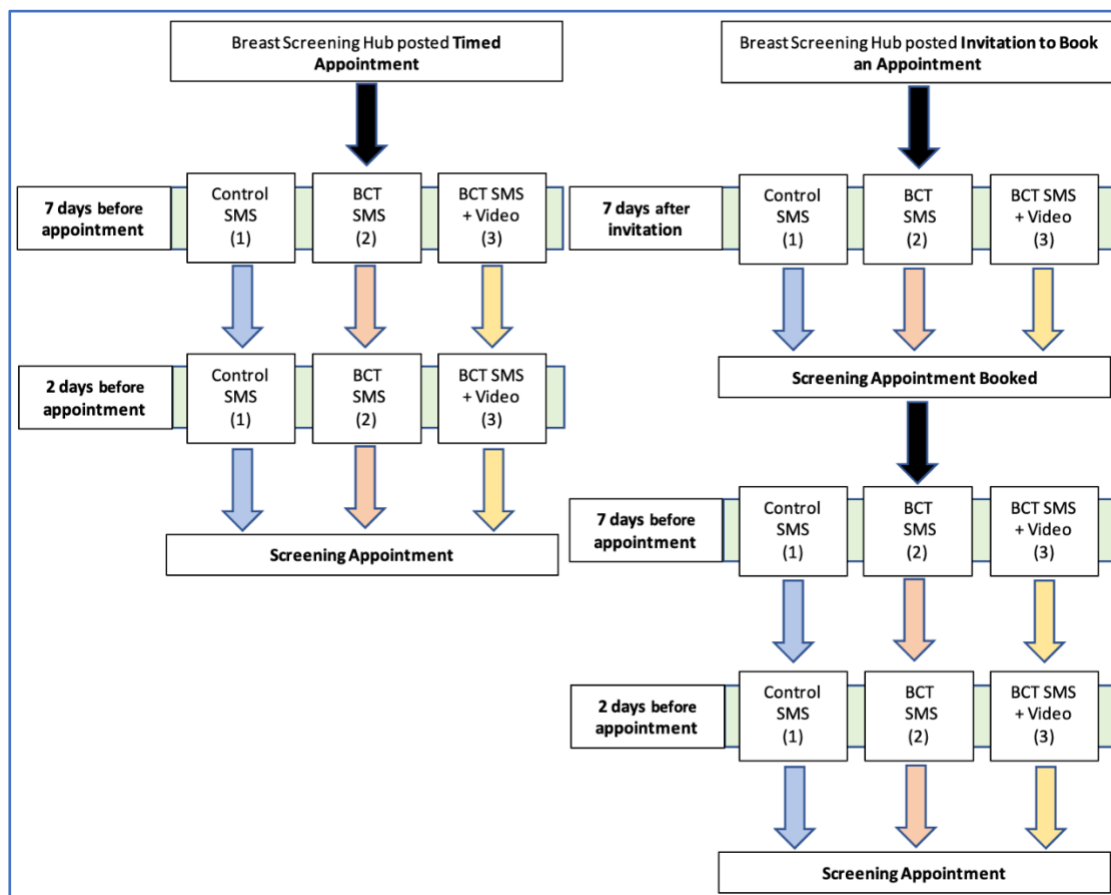 Breast Screening Hub posted Timed
Appointment
7 days before
appointment
Control
SMS
(1)
BCT
SMS
(2)
BCT SMS
+ Video
(3)
2 days before
appointment
Control
SMS
(1)
BCT
SMS
(2)
BCT SMS
+ Video
(3)
Screening Appointment
Breast Screening Hub posted Invitation to Book
an Appointment
7 days after
invitation
Control
SMS
(1)
BCT
SMS
(2)
BCT SMS
+ Video
(3)
Screening Appointment Booked
7 days before
appointment
Control
SMS
(1)
BCT
SMS
(2)
BCT SMS
+ Video
(3)
2 days before
appointment
Control
SMS
(1)
BCT
SMS
(2)
BCT SMS
+ Video
(3)
Screening Appointment